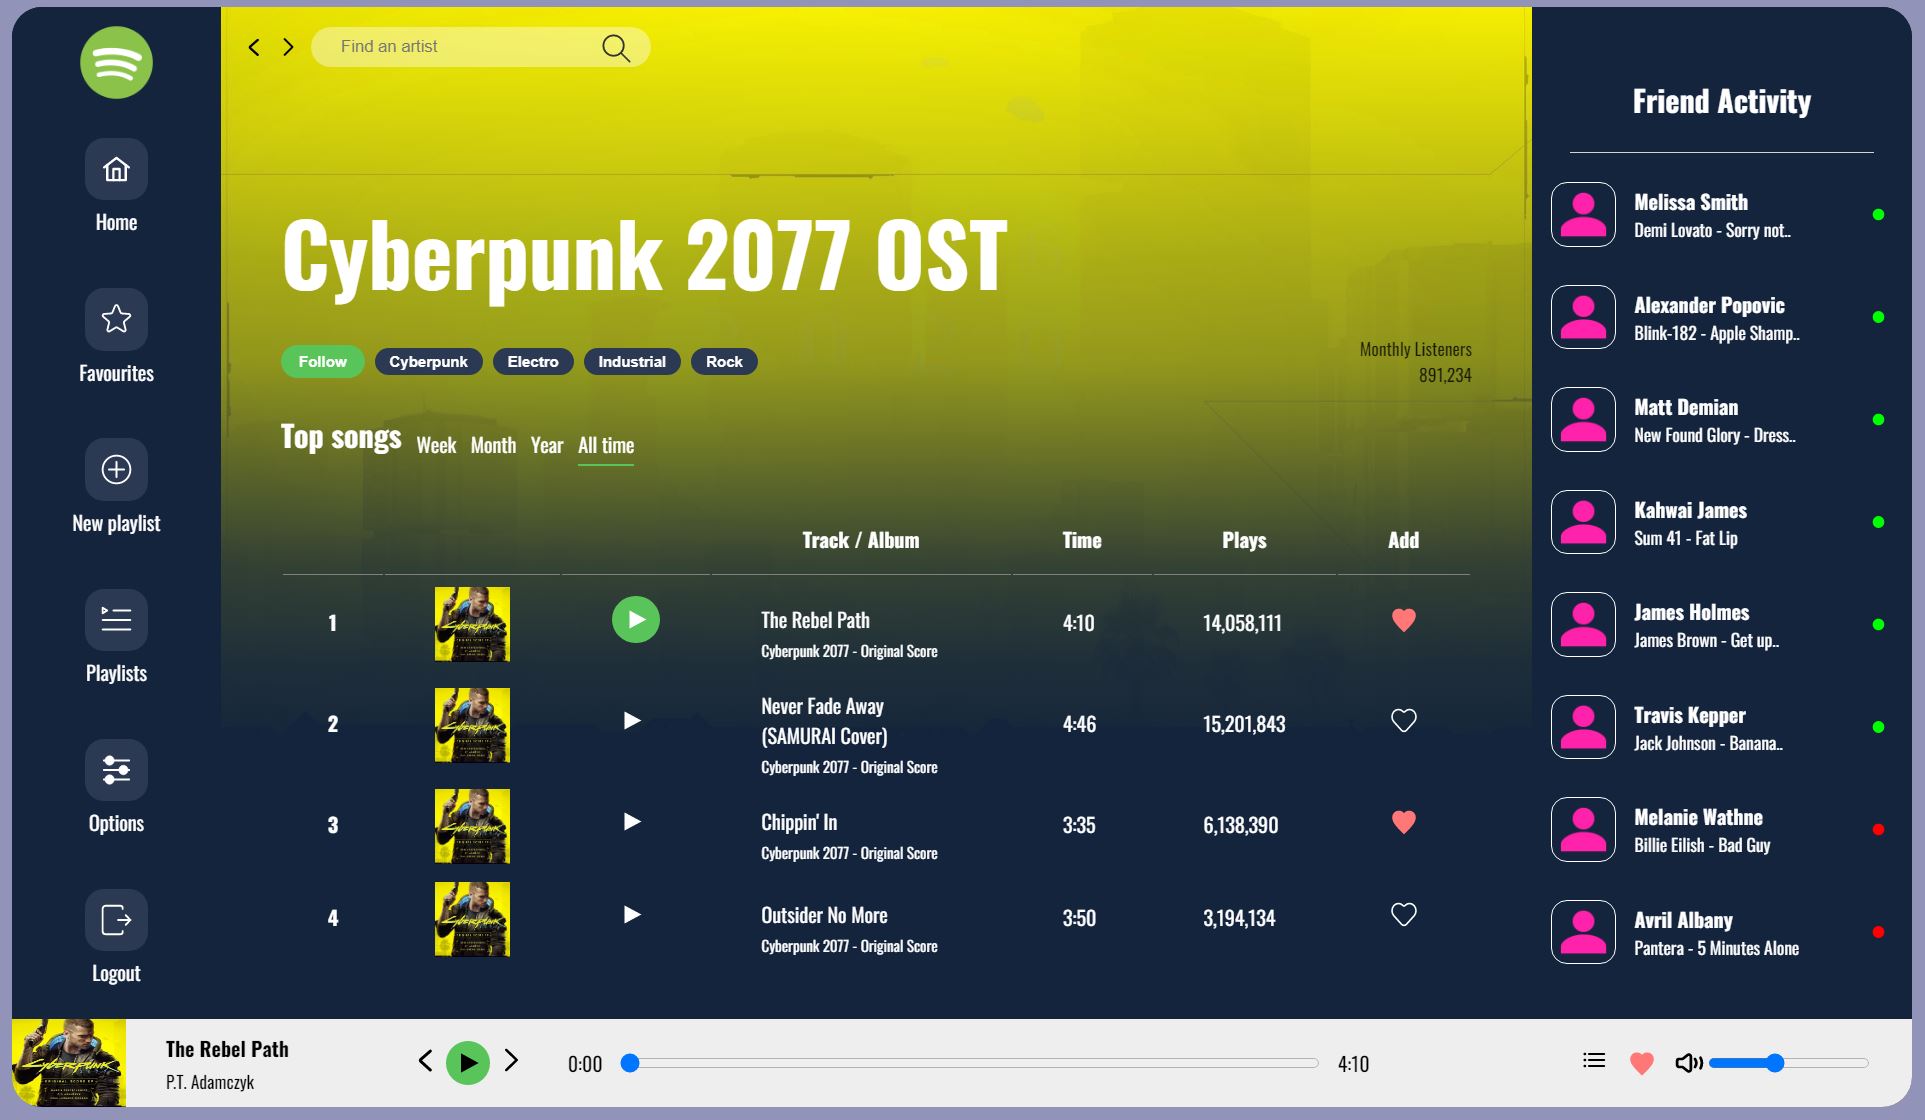 Find an artist
Home
Favourites
New playlist
Playlists
Options
Logout
Cyberpunk 2077 OST
Follow
Cyberpunk
Electro
Industrial
Rock
Monthly Listeners
891,234
Top songs
Week
Month
Year
All time
Track / Album
Time
Plays
Add
1
The Rebel Path
Cyberpunk 2077 - Original Score
4:10
14,058,111
2
Never Fade Away
(SAMURAI Cover)
Cyberpunk 2077 - Original Score
4:46
15,201,843
3
Chippin' In
Cyberpunk 2077 - Original Score
3:35
6,138,390
4
Outsider No More
Cyberpunk 2077 - Original Score
3:50
3,194,134
Friend Activity
Melissa Smith
Demi Lovato - Sorry not..
Alexander Popovic
Blink-182 - Apple Shamp..
Matt Demian
New Found Glory - Dress..
Kahwai James
Sum 41 - Fat Lip
James Holmes
James Brown - Get up..
Travis Kepper
Jack Johnson - Banana..
Melanie Wathne
Billie Eilish - Bad Guy
Avril Albany
Pantera - 5 Minutes Alone
Cyberpunk
ORIGINAL SCORE EP
The Rebel Path
P.T. Adamczyk
0:00
4:10